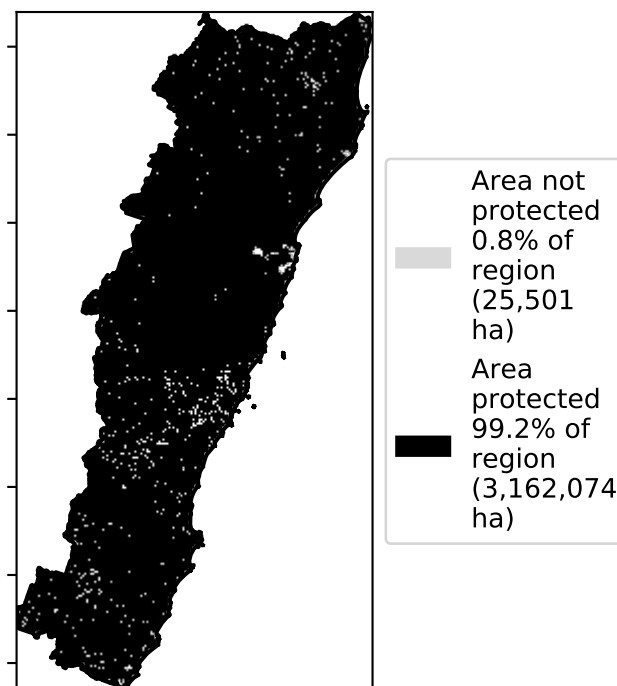 Area not
protected
0.8% of
region
(25,501
ha)
Area
protected
99.2% of
region
(3,162,074
ha)